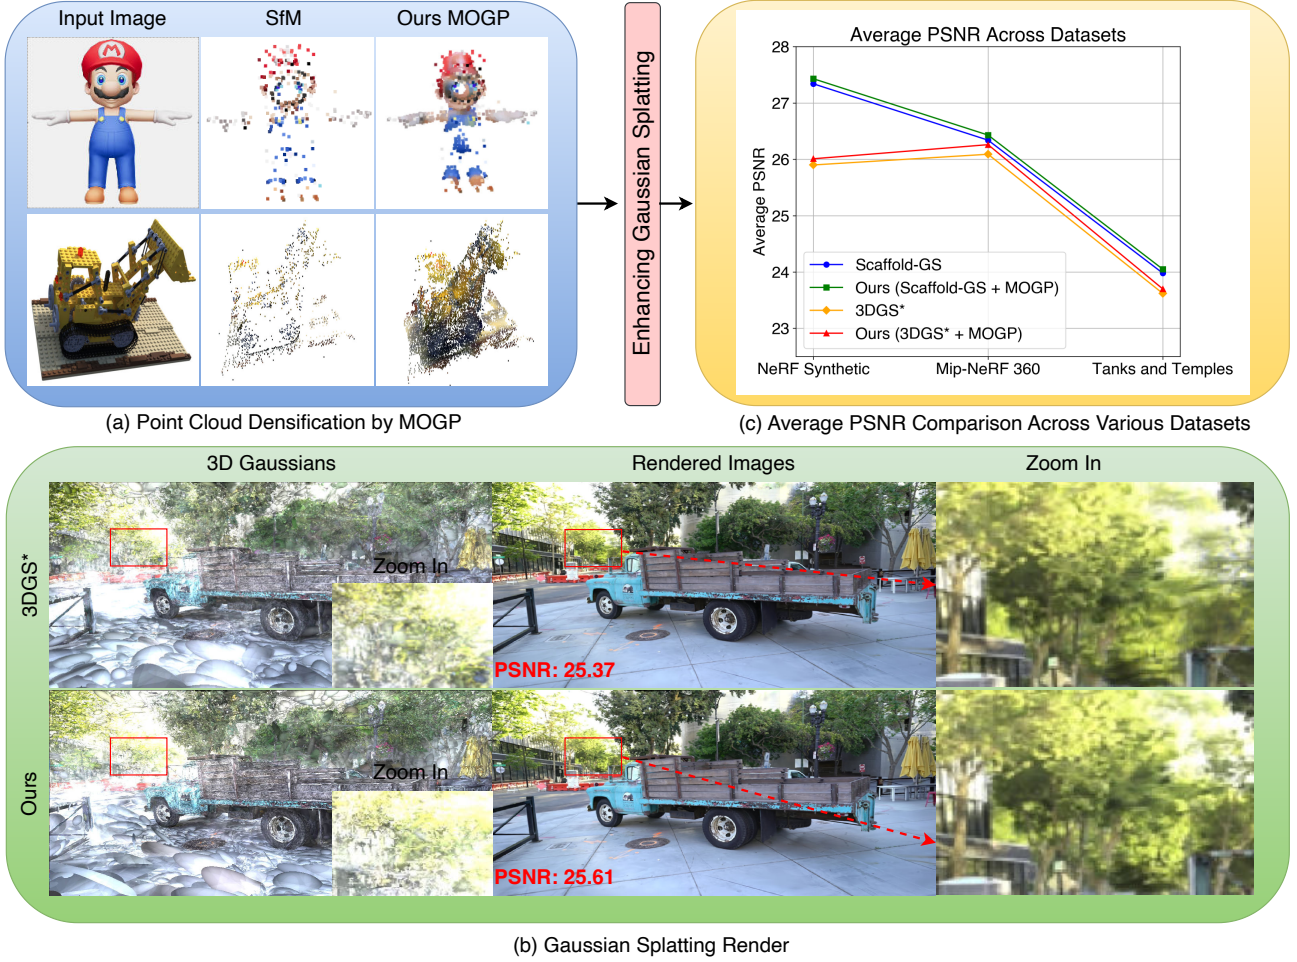 Input Image
SfM
Ours MOGP
(a) Point Cloud Densification by MOGP
Enhancing Gaussian Splatting
Average PSNR Across Datasets
Average PSNR
28
27
26
25
24
23
Scaffold-GS
Ours (Scaffold-GS + MOGP)
3DGS*
Ours (3DGS* + MOGP)
NeRF Synthetic
Mip-NeRF 360
Tanks and Temples
(c) Average PSNR Comparison Across Various Datasets
3D Gaussians
Rendered Images
Zoom In
3DGS*
Zoom In
PSNR: 25.37
Ours
Zoom In
PSNR: 25.61
(b) Gaussian Splatting Render